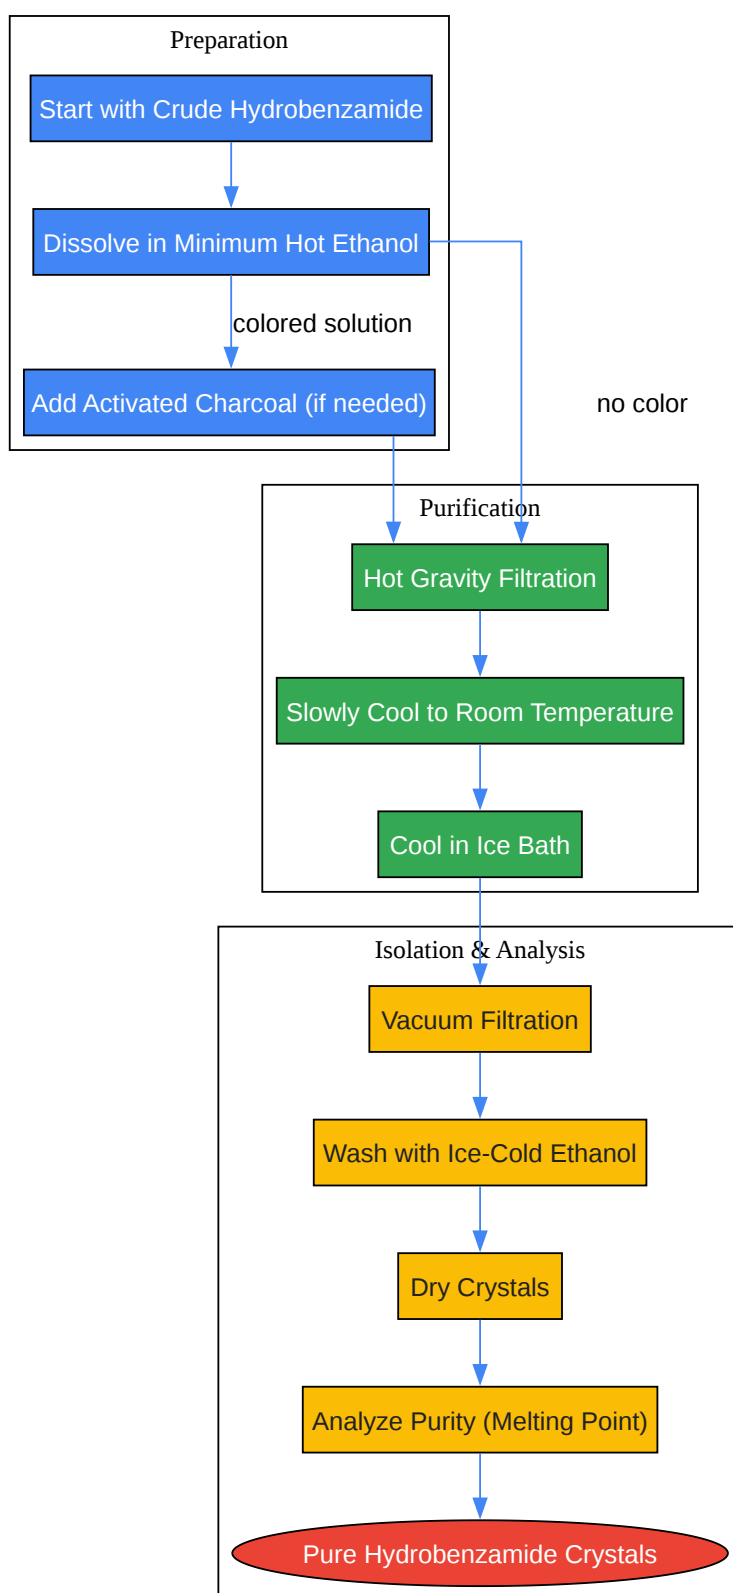 Preparation
Start with Crude Hydrobenzamide
Dissolve in Minimum Hot Ethanol
colored solution
Add Activated Charcoal (if needed)
no color
Purification
Hot Gravity Filtration
Slowly Cool to Room Temperature
Cool in Ice Bath
Isolation & Analysis
Vacuum Filtration
Wash with Ice-Cold Ethanol
Dry Crystals
Analyze Purity (Melting Point)
Pure Hydrobenzamide Crystals